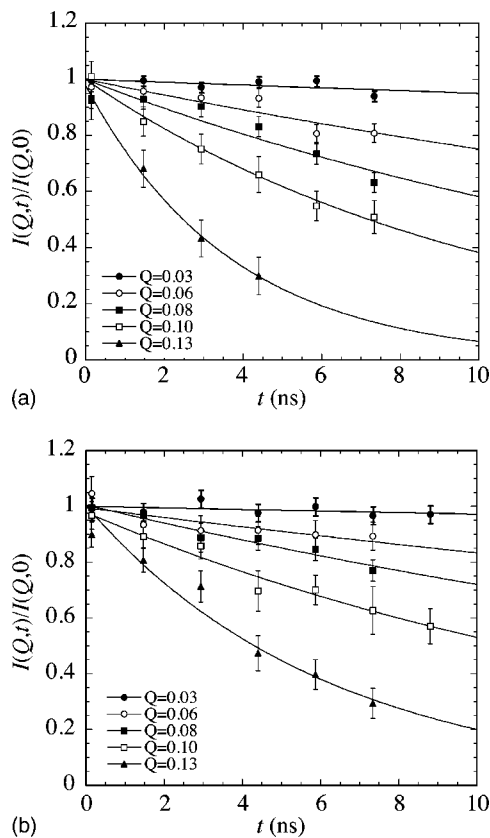 1.2
1
0.8
0.6
0.4
0.2
0
I(Q,t)/I(Q,0)
Q=0.03
Q=0.06
Q=0.08
Q=0.10
Q=0.13
0 2 4 6 8 10
t (ns)
(a)
1.2
1
0.8
0.6
0.4
0.2
0
I(Q,t)/I(Q,0)
Q=0.03
Q=0.06
Q=0.08
Q=0.10
Q=0.13
0 2 4 6 8 10
t (ns)
(b)